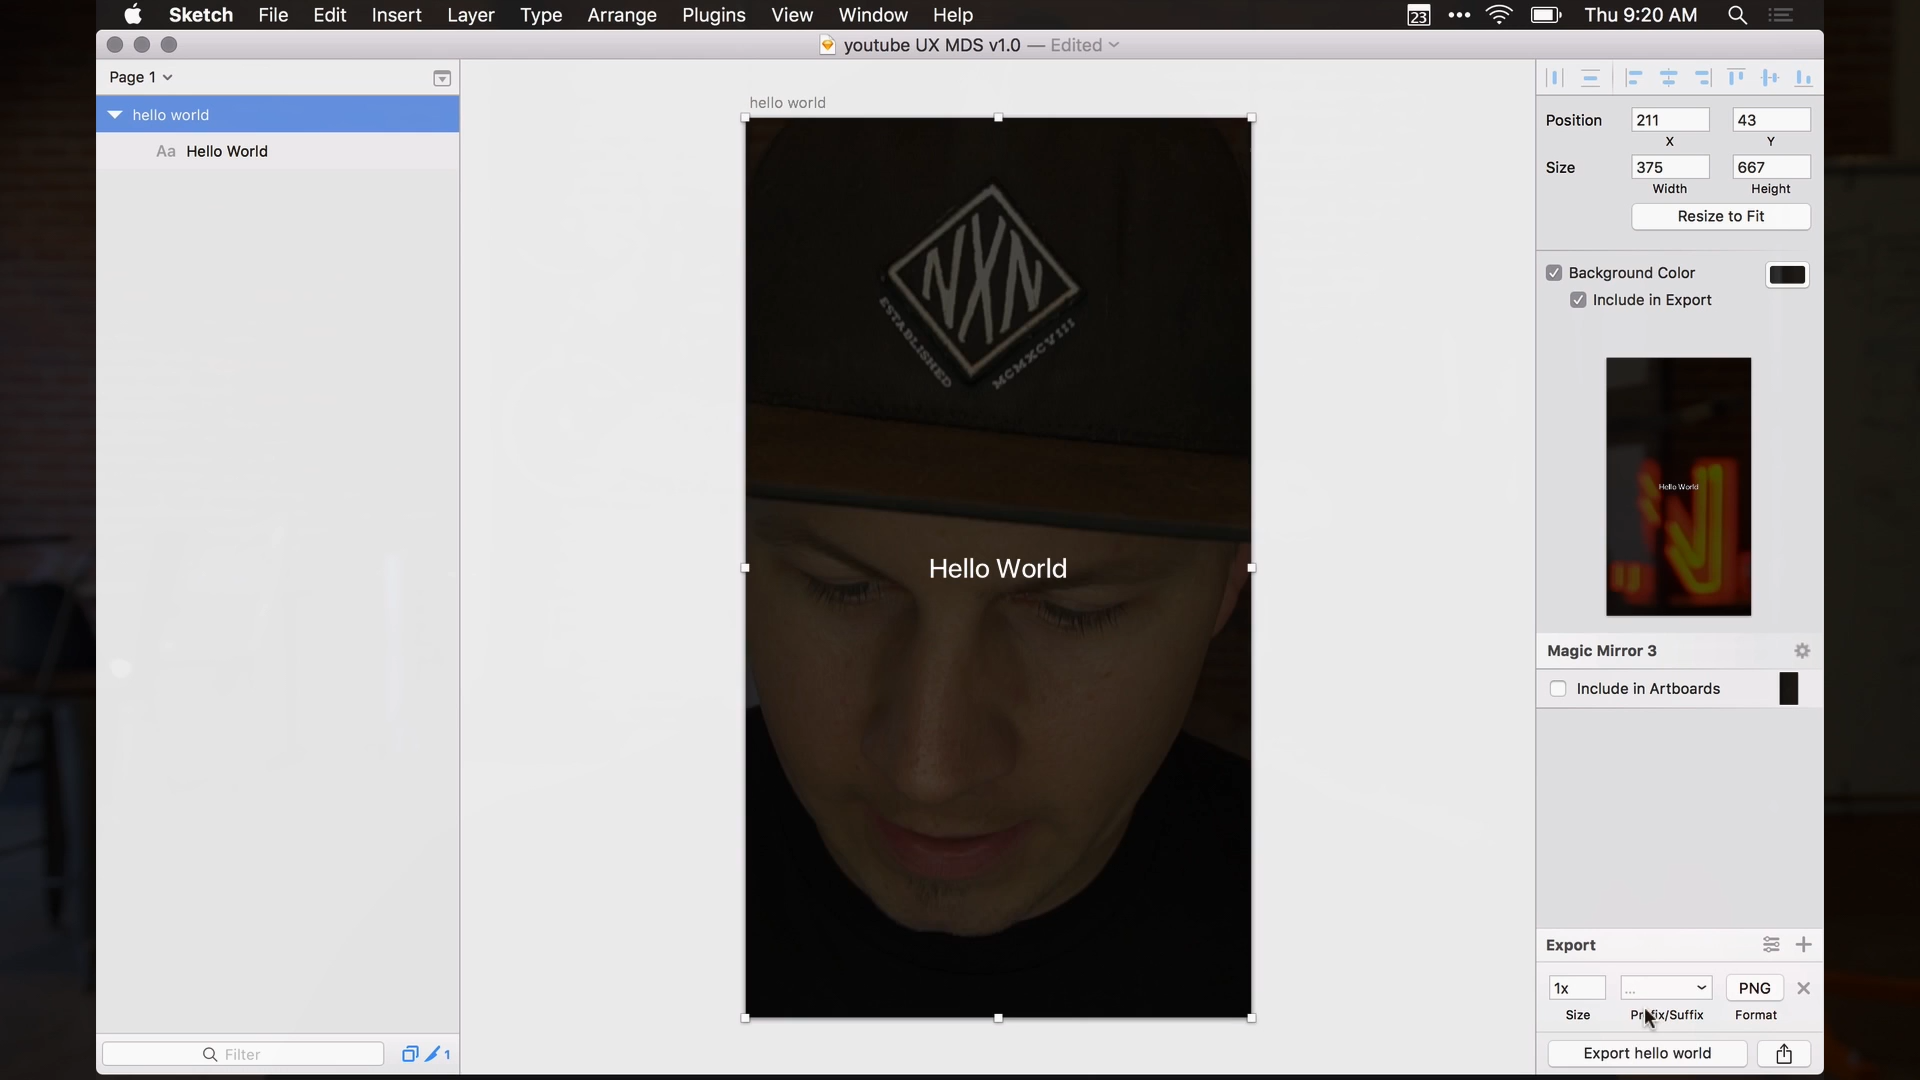 Sketch File Edit Insert Layer Type Arrange Plugins View Window Help
23 Thu 9:20 AM
youtube UX MDS v1.0 — Edited
Page 1
hello world
Aa Hello World
Filter
1
hello world
NXN
ESTABLISHED
MCMXCVIII
Hello World
Position 211 43
X Y
Size 375 667
Width Height
Resize to Fit
Background Color
Include in Export
Hello World
Magic Mirror 3
Include in Artboards
Export
1x ... PNG
Size Prefix/Suffix Format
Export hello world